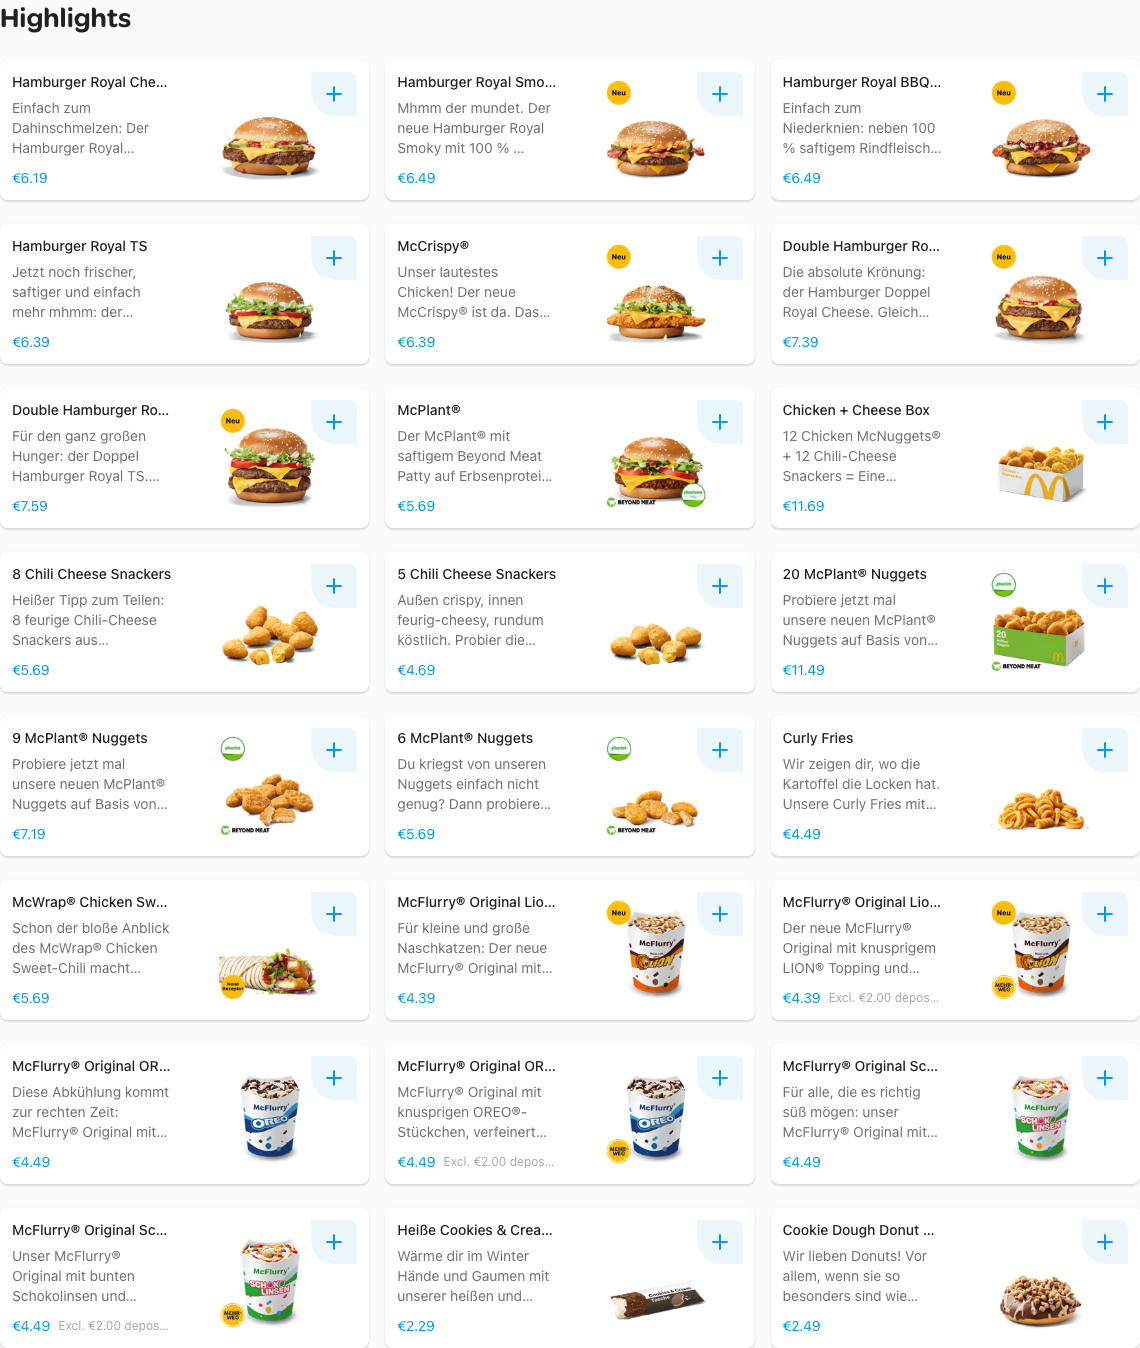 Highlights
Hamburger Royal Che...
Einfach zum
Dahinschmelzen: Der
Hamburger Royal...
€6.19
Hamburger Royal Smo...
Mhmm der mundet. Der
neue Hamburger Royal
Smoky mit 100 % ...
€6.49
Neu
Hamburger Royal BBQ...
Einfach zum
Niederknien: neben 100
% saftigem Rindfleisch...
€6.49
Neu
Hamburger Royal TS
Jetzt noch frischer,
saftiger und einfach
mehr mhmm: der...
€6.39
McCrispy®
Unser lautestes
Chicken! Der neue
McCrispy® ist da. Das...
€6.39
Neu
Double Hamburger Ro...
Die absolute Krönung:
der Hamburger Doppel
Royal Cheese. Gleich...
€7.39
Neu
Double Hamburger Ro...
Für den ganz großen
Hunger: der Doppel
Hamburger Royal TS....
€7.59
Neu
McPlant®
Der McPlant® mit
saftigem Beyond Meat
Patty auf Erbsenprotei...
€5.69
BEYOND MEAT
Chicken + Cheese Box
12 Chicken McNuggets®
+ 12 Chili-Cheese
Snackers = Eine...
€11.69
8 Chili Cheese Snackers
Heißer Tipp zum Teilen:
8 feurige Chili-Cheese
Snackers aus...
€5.69
5 Chili Cheese Snackers
Außen crispy, innen
feurig-cheesy, rundum
köstlich. Probier die...
€4.69
20 McPlant® Nuggets
Probiere jetzt mal
unsere neuen McPlant®
Nuggets auf Basis von...
€11.49
20
BEYOND MEAT
9 McPlant® Nuggets
Probiere jetzt mal
unsere neuen McPlant®
Nuggets auf Basis von...
€7.19
BEYOND MEAT
6 McPlant® Nuggets
Du kriegst von unseren
Nuggets einfach nicht
genug? Dann probiere...
€5.69
BEYOND MEAT
Curly Fries
Wir zeigen dir, wo die
Kartoffel die Locken hat.
Unsere Curly Fries mit...
€4.49
McWrap® Chicken Sw...
Schon der bloße Anblick
des McWrap® Chicken
Sweet-Chili macht...
€5.69
Neue
Rezeptur
McFlurry® Original Lio...
Für kleine und große
Naschkatzen: Der neue
McFlurry® Original mit...
€4.39
Neu
McFlurry
LION
McFlurry® Original Lio...
Der neue McFlurry®
Original mit knusprigem
LION® Topping und...
€4.39 Excl. €2.00 depos...
Neu
McFlurry
LION
MEHR-
WEG
McFlurry® Original OR...
Diese Abkühlung kommt
zur rechten Zeit:
McFlurry® Original mit...
€4.49
McFlurry
OREO
McFlurry® Original OR...
McFlurry® Original mit
knusprigen OREO®-
Stückchen, verfeinert...
€4.49 Excl. €2.00 depos...
McFlurry
OREO
MEHR-
WEG
McFlurry® Original Sc...
Für alle, die es richtig
süß mögen: unser
McFlurry® Original mit...
€4.49
McFlurry
SCHOKO
LINSEN
McFlurry® Original Sc...
Unser McFlurry®
Original mit bunten
Schokolinsen und...
€4.49 Excl. €2.00 depos...
McFlurry
SCHOKO
LINSEN
MEHR-
WEG
Heiße Cookies & Crea...
Wärme dir im Winter
Hände und Gaumen mit
unserer heißen und...
€2.29
Cookies & Cream
Tasche
Cookie Dough Donut ...
Wir lieben Donuts! Vor
allem, wenn sie so
besonders sind wie...
€2.49